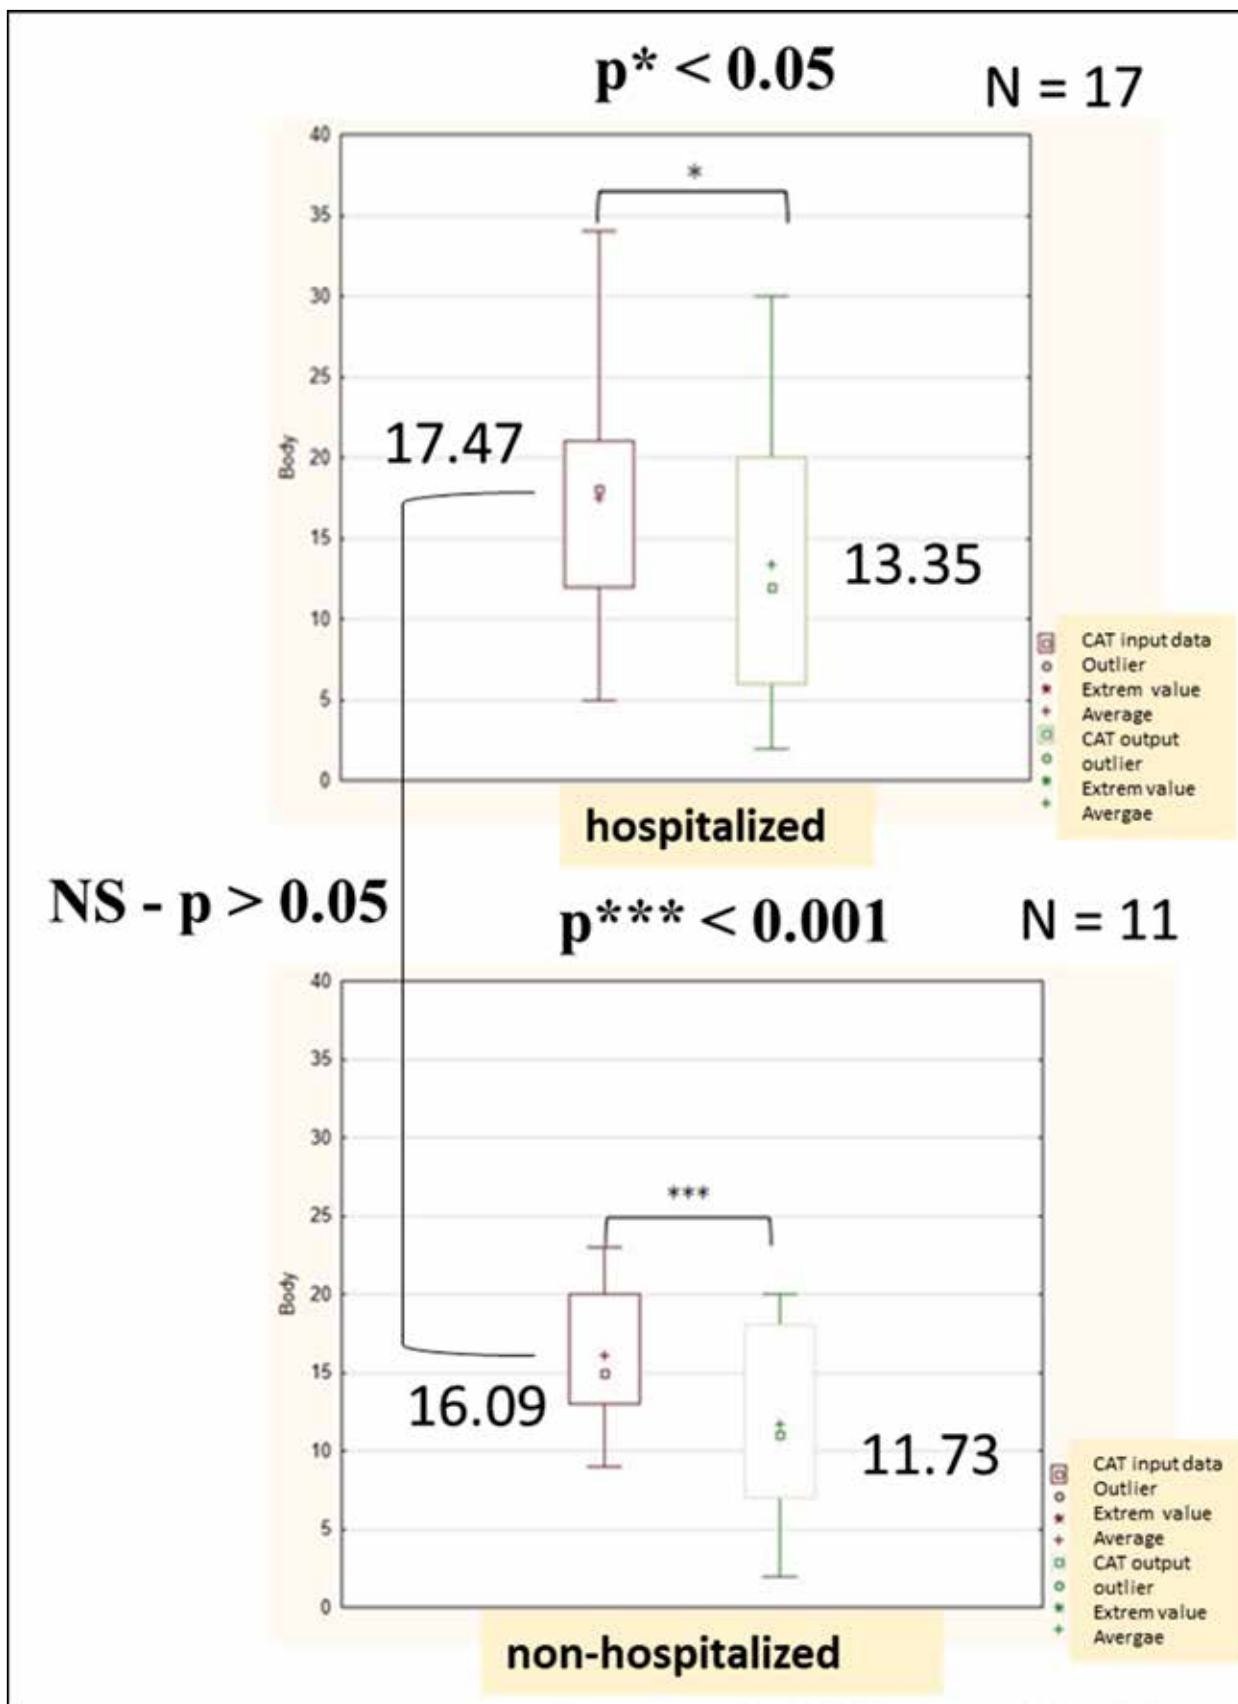 p* < 0.05
N = 17
40
*
35
30
25
Body
17.47
20
15
13.35
10
5
0
CAT input data
Outlier
Extrem value
Average
CAT output
outlier
Extrem value
Avergae
hospitalized
NS - p > 0.05
p*** < 0.001
N = 11
40
35
30
25
***
Body
20
15
16.09
10
11.73
5
0
CAT input data
Outlier
Extrem value
Average
CAT output
outlier
Extrem value
Avergae
non-hospitalized